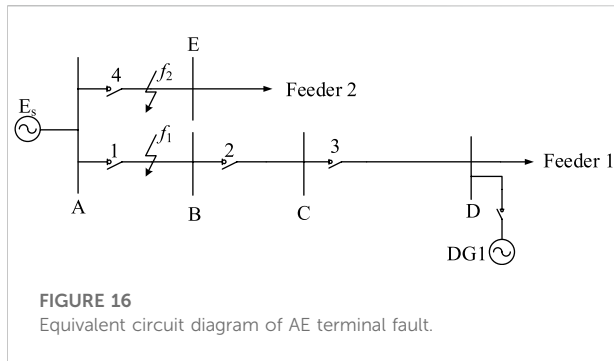 E
4
f2
Feeder 2
Es
f1
1
2
3
Feeder 1
A
B
C
D
DG1
FIGURE 16
Equivalent circuit diagram of AE terminal fault.